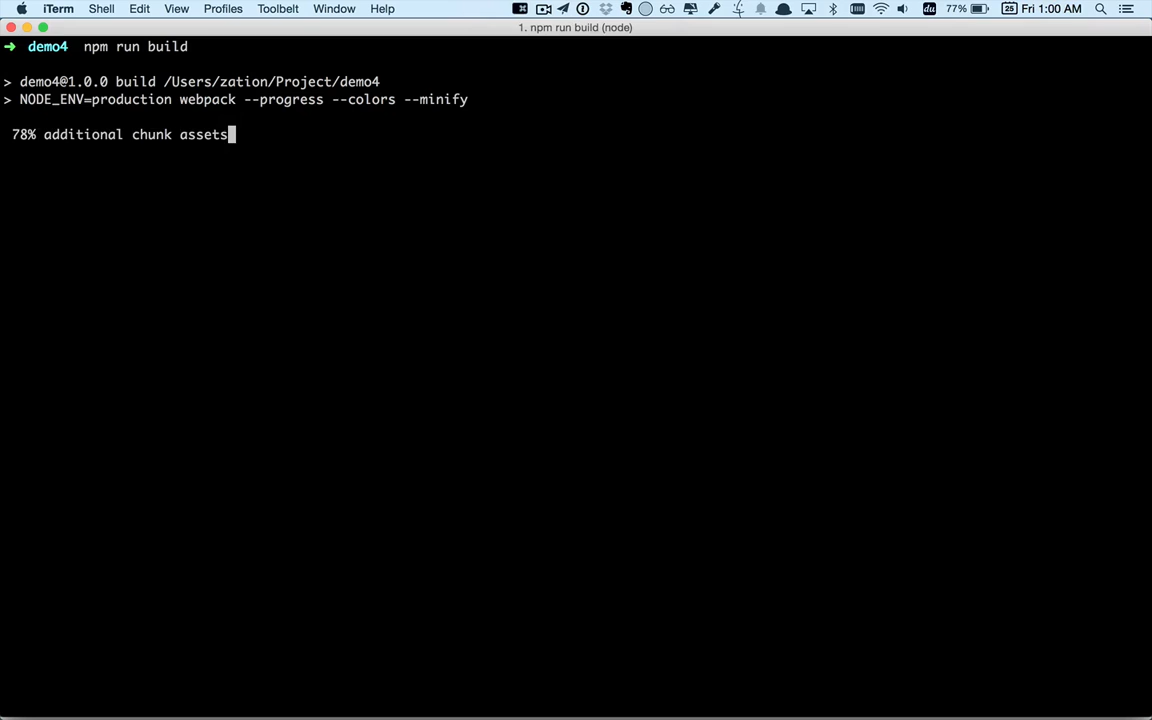 iTerm Shell Edit View Profiles Toolbelt Window Help 77% 25 Fri 1:00 AM
1. npm run build (node)
➜ demo4 npm run build
> demo4@1.0.0 build /Users/zation/Project/demo4
> NODE_ENV=production webpack --progress --colors --minify
78% additional chunk assets